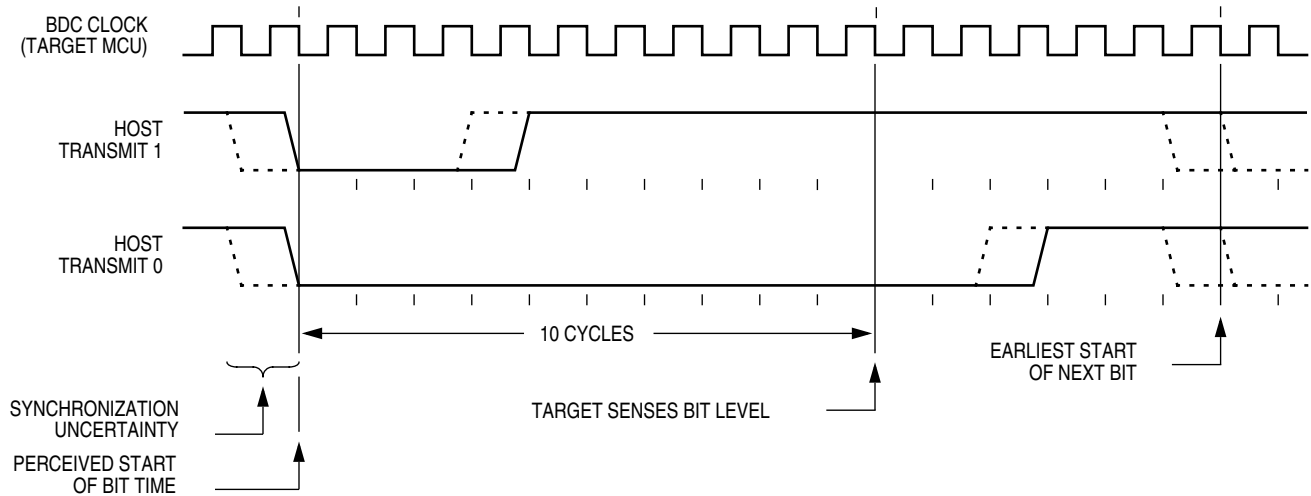 BDC CLOCK
(TARGET MCU)
HOST
TRANSMIT 1
HOST
TRANSMIT 0
10 CYCLES
EARLIEST START
OF NEXT BIT
SYNCHRONIZATION
UNCERTAINTY
TARGET SENSES BIT LEVEL
PERCEIVED START
OF BIT TIME